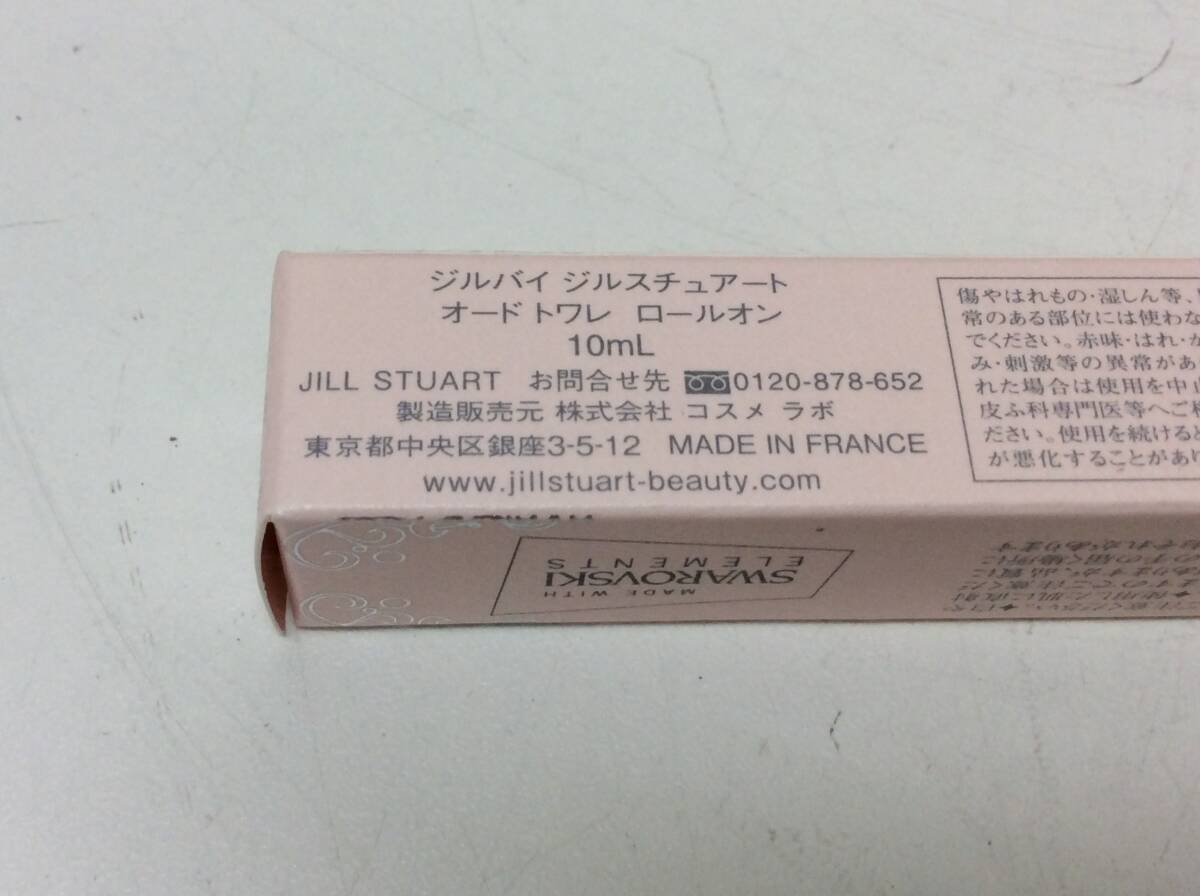 ジルバイ ジルスチュアート
オード トワレ ロールオン
10mL
JILL STUART お問合せ先 0120-878-652
製造販売元 株式会社 コスメ ラボ
東京都中央区銀座3-5-12 MADE IN FRANCE
www.jillstuart-beauty.com
傷やはれもの・湿しん等、
常のある部位には使わな
でください。赤味・はれ・か
み・刺激等の異常があ
れた場合は使用を中
皮ふ科専門医等へご
ださい。使用を続けると
が悪化することがあり
MADE WITH
SWAROVSKI
ELEMENTS